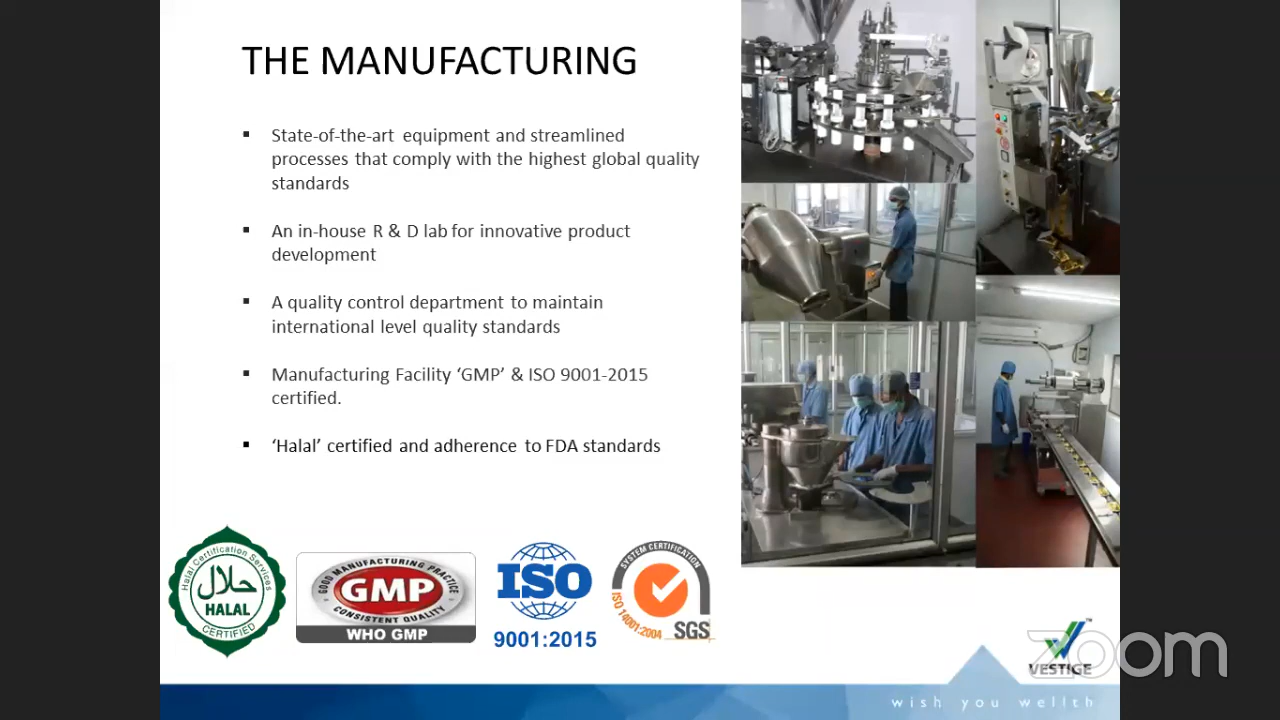 THE MANUFACTURING
▪ State-of-the-art equipment and streamlined
processes that comply with the highest global quality
standards
▪ An in-house R & D lab for innovative product
development
▪ A quality control department to maintain
international level quality standards
▪ Manufacturing Facility ‘GMP’ & ISO 9001-2015
certified.
▪ ‘Halal’ certified and adherence to FDA standards
Halal Certification Services
حلال
HALAL
CERTIFIED
GOOD MANUFACTURING PRACTICE
GMP
CONSISTENT QUALITY
WHO GMP
ISO
9001:2015
SYSTEM CERTIFICATION
ISO 14001:2004
SGS
VESTIGE
zoom
wish you wellth